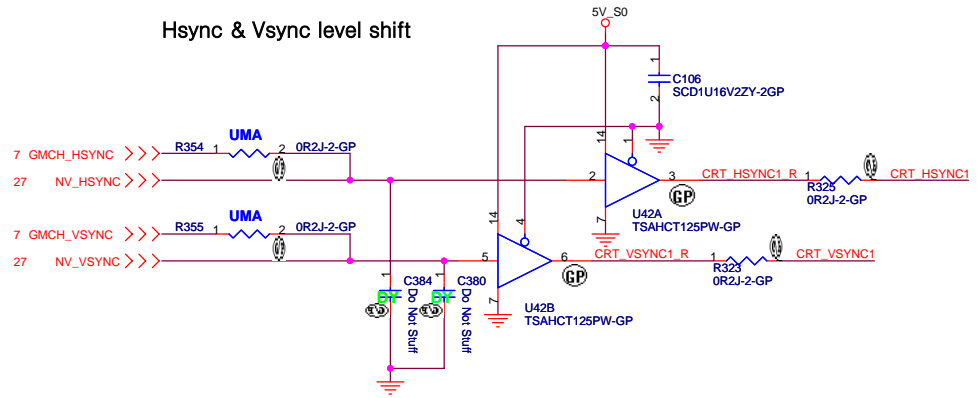 Hsync & Vsync level shift
5V_S0
1
C106
SCD1U16V2ZY-2GP
2
UMA
7 GMCH_HSYNC R354 1 2 0R2J-2-GP
14
1
27 NV_HSYNC 2 3 CRT_HSYNC1_R 1 CRT_HSYNC1
GP
R325
0R2J-2-GP
7
U42A
TSAHCT125PW-GP
UMA
14
4
7 GMCH_VSYNC R355 1 2 0R2J-2-GP
27 NV_VSYNC 5 6 CRT_VSYNC1_R 1 CRT_VSYNC1
GP
R323
0R2J-2-GP
1
C384
DY
Do Not Stuff
1
C380
DY
Do Not Stuff
7
U42B
TSAHCT125PW-GP